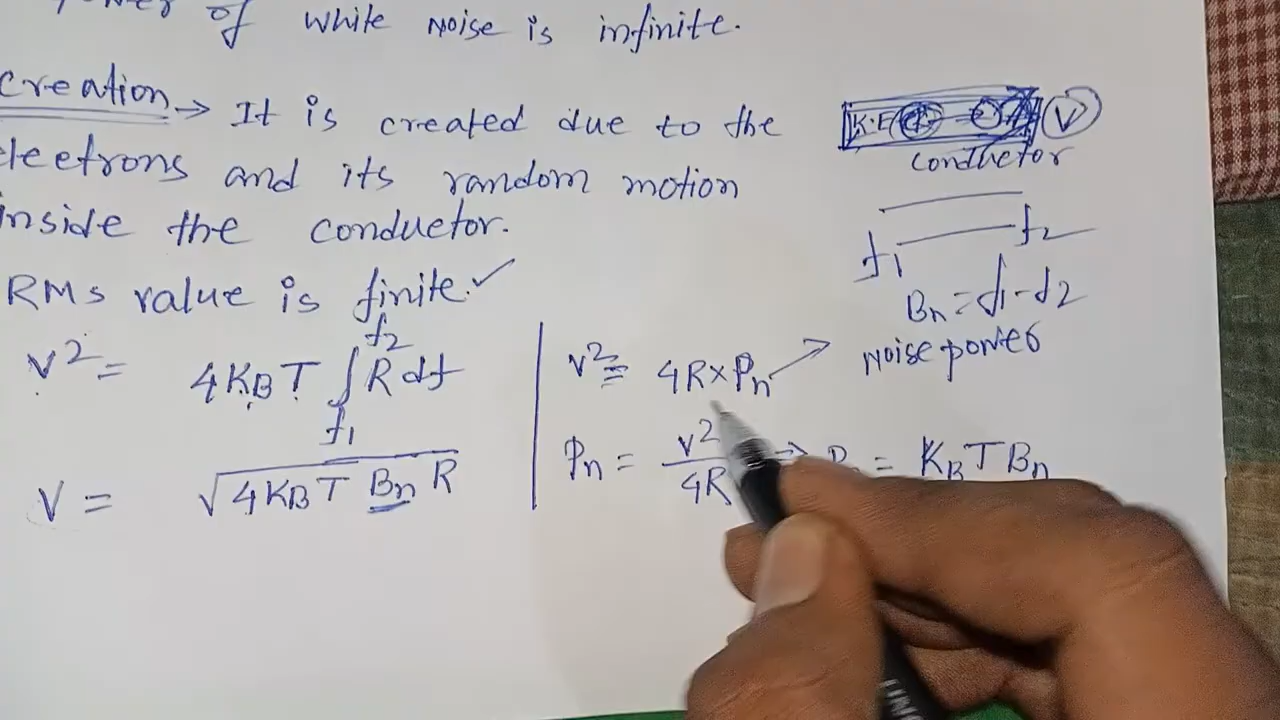 of white noise is infinite.
creation → It is created due to the
electrons and its random motion
inside the conductor.
RMS value is finite. ✓
K.E V
conductor
f1 f2
Bn = f1 - f2
V² = 4KBT ∫f1^f2 R df
V = √4KBT Bn R
V² = 4R × Pn → Noise power
Pn = V²/4R → = KBTBn